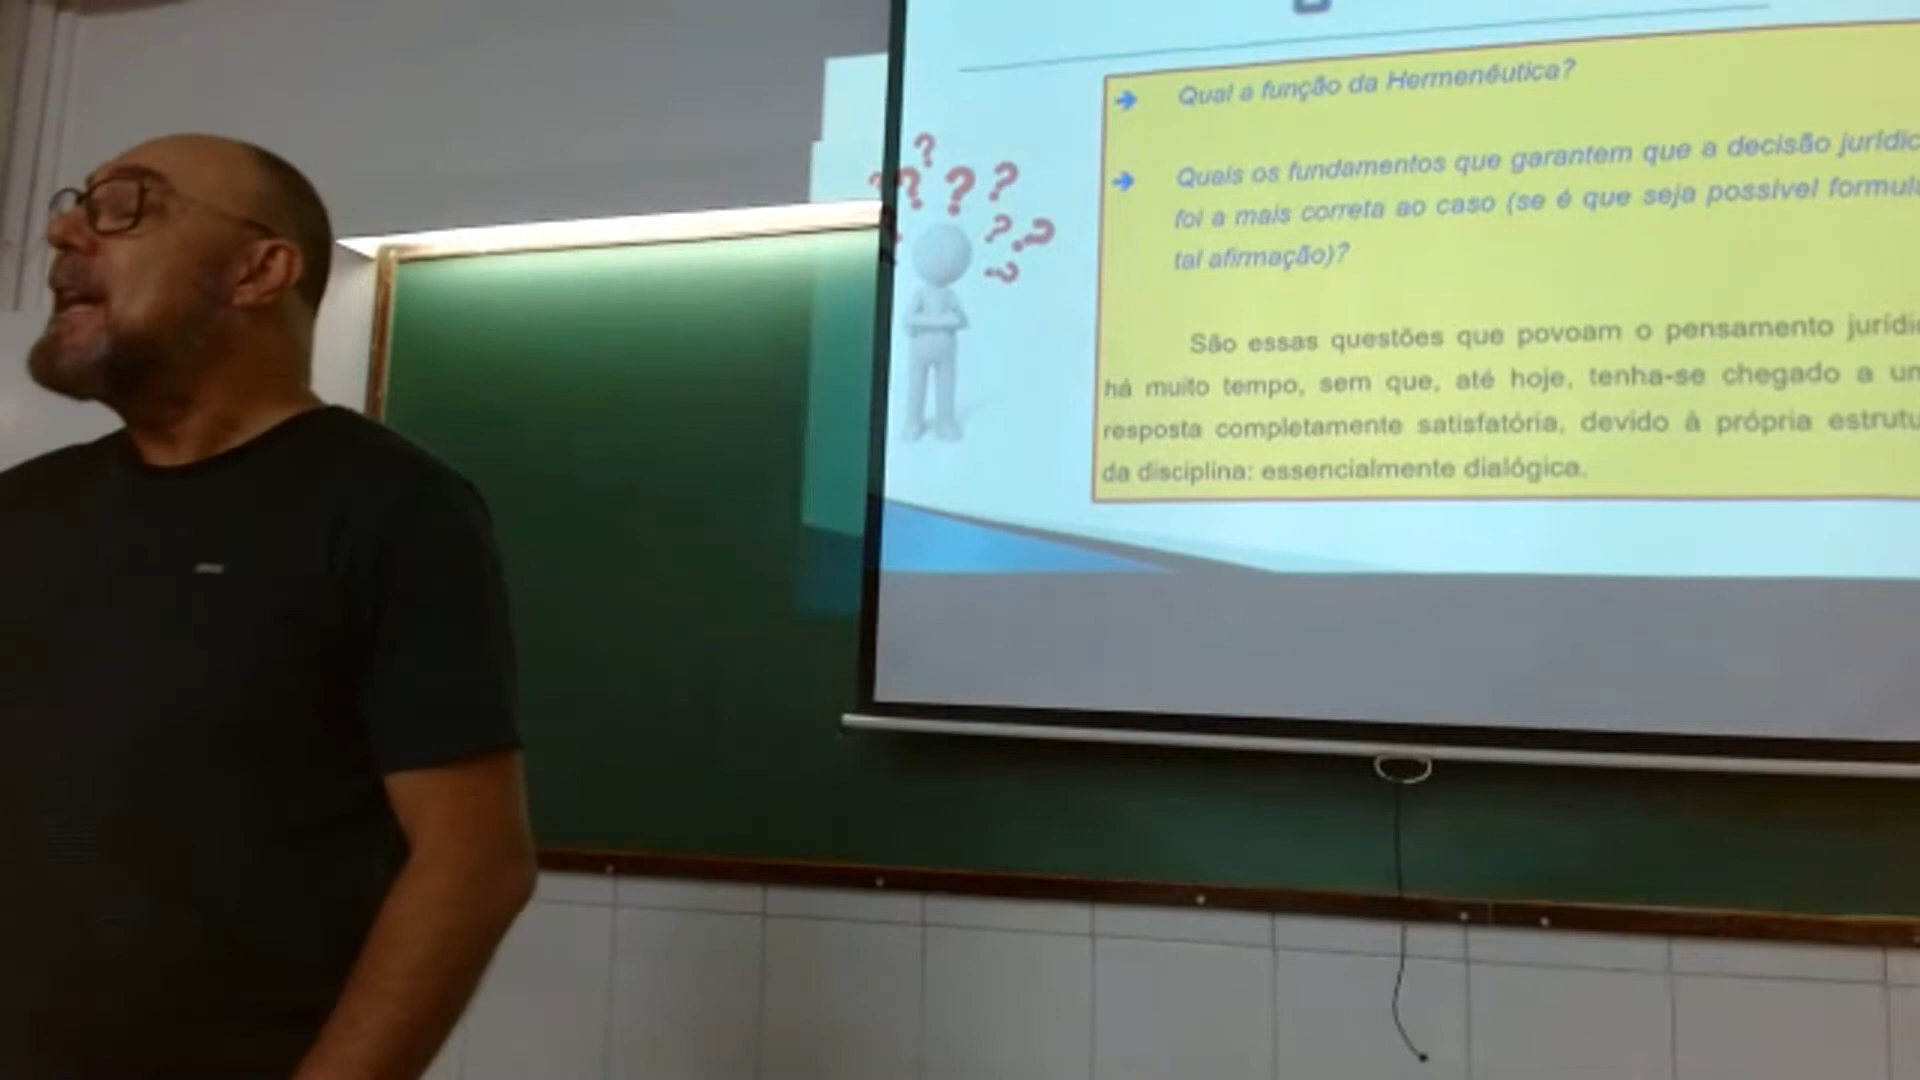 Qual a função da Hermenêutica?
Quais os fundamentos que garantem que a decisão jurídic
foi a mais correta ao caso (se é que seja possível formula
tal afirmação)?
São essas questões que povoam o pensamento jurídic
há muito tempo, sem que, até hoje, tenha-se chegado a um
resposta completamente satisfatória, devido à própria estrutu
da disciplina: essencialmente dialógica.